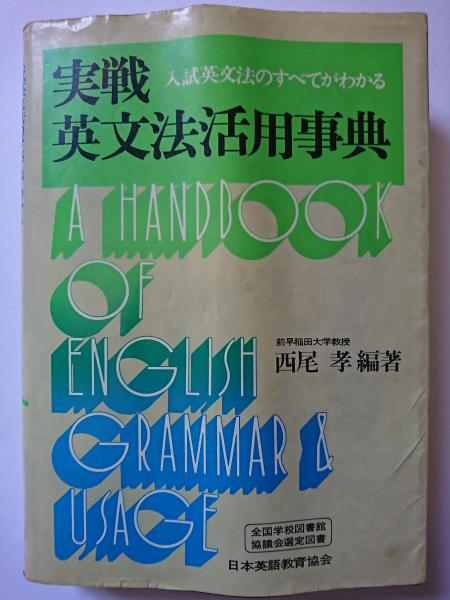 実戦
入試英文法のすべてがわかる
英文法活用事典
A HANDBOOK
OF
ENGLISH
GRAMMAR &
USAGE
前早稲田大学教授
西尾 孝編著
全国学校図書館
協議会選定図書
日本英語教育協会